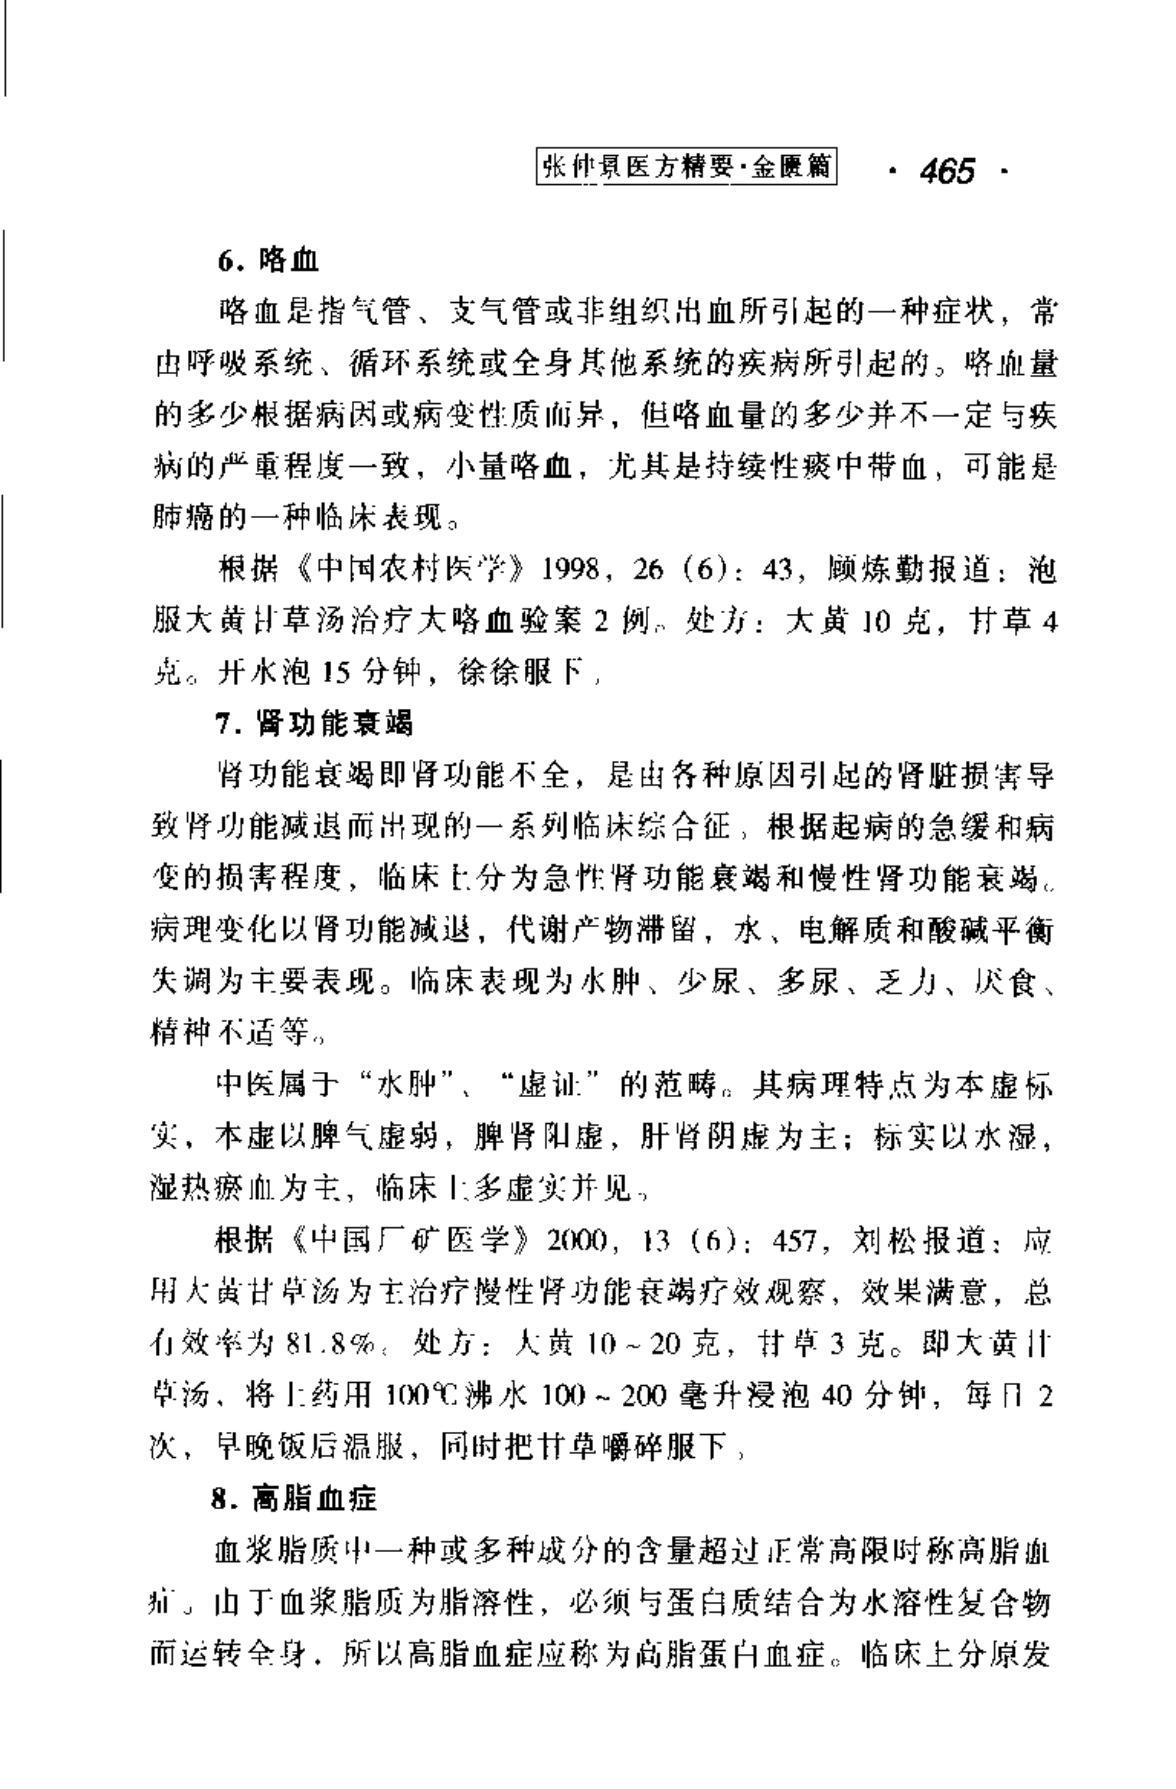 张仲景医方精要·金匮篇 · 465 ·
6. 咯血
咯血是指气管、支气管或非组织出血所引起的一种症状，常
由呼吸系统、循环系统或全身其他系统的疾病所引起的。咯血量
的多少根据病因或病变性质而异，但咯血量的多少并不一定与疾
病的严重程度一致，小量咯血，尤其是持续性痰中带血，可能是
肺癌的一种临床表现。
根据《中国农村医学》1998，26（6）：43，顾炼勤报道：泡
服大黄甘草汤治疗大咯血验案 2 例。处方：大黄 10 克，甘草 4
克。开水泡 15 分钟，徐徐服下。
7. 肾功能衰竭
肾功能衰竭即肾功能不全，是由各种原因引起的肾脏损害导
致肾功能减退而出现的一系列临床综合征。根据起病的急缓和病
变的损害程度，临床上分为急性肾功能衰竭和慢性肾功能衰竭。
病理变化以肾功能减退，代谢产物滞留，水、电解质和酸碱平衡
失调为主要表现。临床表现为水肿、少尿、多尿、乏力、厌食、
精神不适等。
中医属于“水肿”、“虚证”的范畴。其病理特点为本虚标
实，本虚以脾气虚弱，脾肾阳虚，肝肾阴虚为主；标实以水湿，
湿热瘀血为主，临床上多虚实并见。
根据《中国厂矿医学》2000，13（6）：457，刘松报道：应
用大黄甘草汤为主治疗慢性肾功能衰竭疗效观察，效果满意，总
有效率为 81.8%。处方：大黄 10～20 克，甘草 3 克。即大黄甘
草汤，将上药用 100℃沸水 100～200 毫升浸泡 40 分钟，每日 2
次，早晚饭后温服，同时把甘草嚼碎服下。
8. 高脂血症
血浆脂质中一种或多种成分的含量超过正常高限时称高脂血
症。由于血浆脂质为脂溶性，必须与蛋白质结合为水溶性复合物
而运转全身，所以高脂血症应称为高脂蛋白血症。临床上分原发